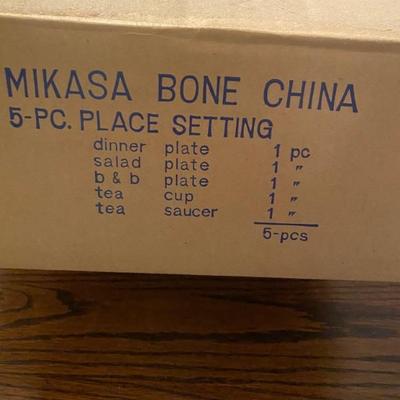 MIKASA BONE CHINA
5-PC. PLACE SETTING
dinner plate 1 pc
salad plate 1 "
b & b plate 1 "
tea cup 1 "
tea saucer 1 "
5-pcs